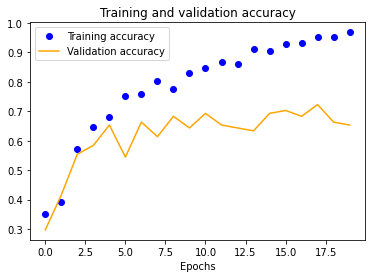 Training and validation accuracy
1.0
0.9
0.8
0.7
0.6
0.5
0.4
0.3
Training accuracy
Validation accuracy
0.0 2.5 5.0 7.5 10.0 12.5 15.0 17.5
Epochs